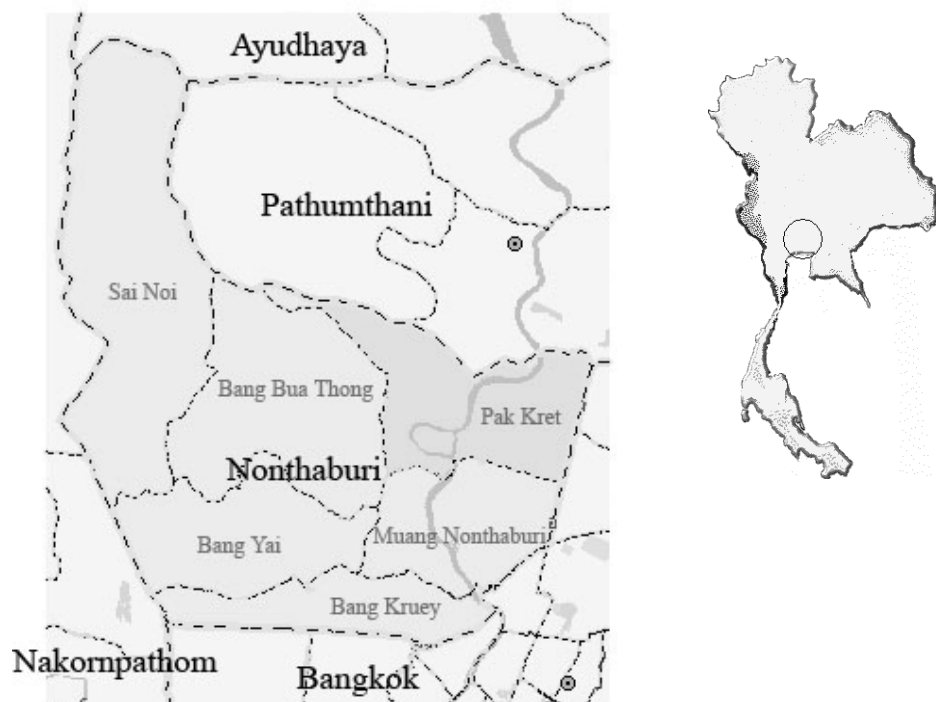 Ayudhaya
Pathumthani
Sai Noi
Bang Bua Thong
Pak Kret
Nonthaburi
Muang Nonthaburi
Bang Yai
Bang Kruey
Nakornpathom
Bangkok